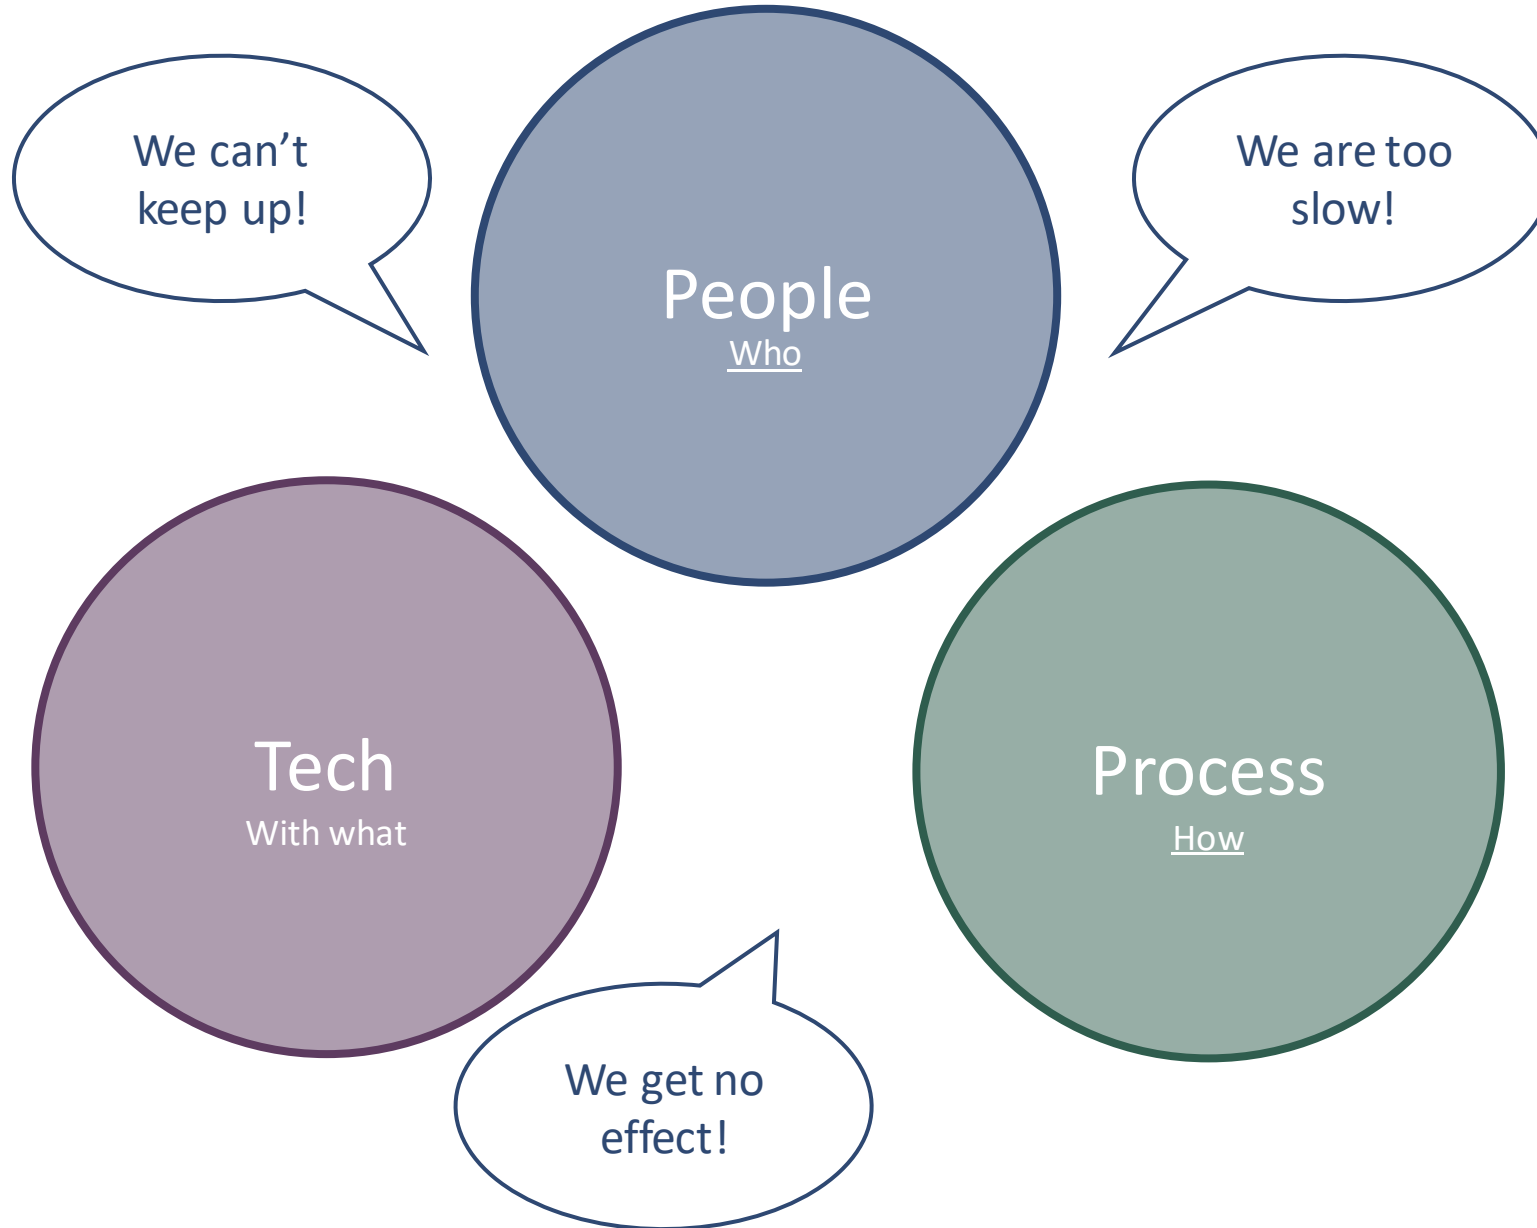 We can’t
keep up!
We are too
slow!
People
Who
Tech
With what
Process
How
We get no
effect!